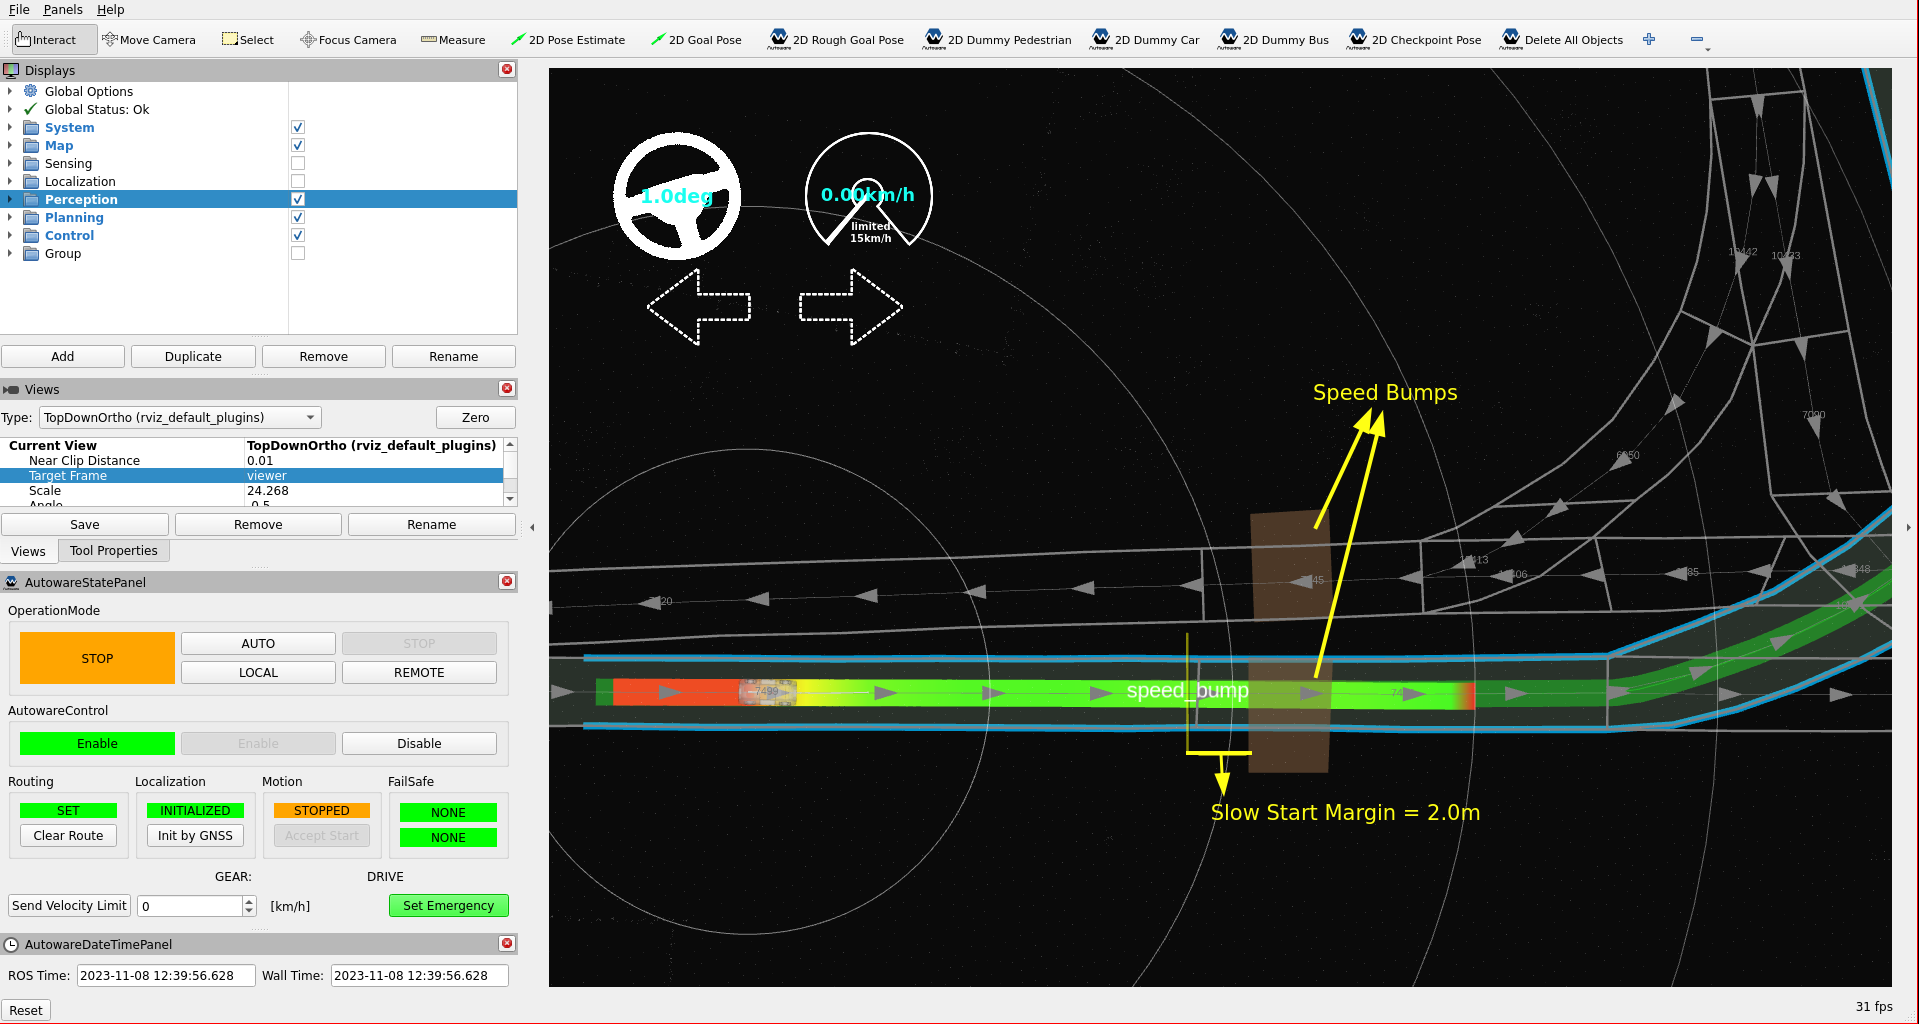 File Panels Help
Interact Move Camera Select Focus Camera Measure 2D Pose Estimate 2D Goal Pose 2D Rough Goal Pose 2D Dummy Pedestrian 2D Dummy Car 2D Dummy Bus 2D Checkpoint Pose Delete All Objects
Displays
Global Options
Global Status: Ok
System
Map
Sensing
Localization
Perception
Planning
Control
Group
Add Duplicate Remove Rename
Views
Type: TopDownOrtho (rviz_default_plugins) Zero
Current View TopDownOrtho (rviz_default_plugins)
Near Clip Distance 0.01
Target Frame viewer
Scale 24.268
Save Remove Rename
Views Tool Properties
AutowareStatePanel
OperationMode
STOP AUTO STOP
LOCAL REMOTE
AutowareControl
Enable Enable Disable
Routing Localization Motion FailSafe
SET INITIALIZED STOPPED NONE
Clear Route Init by GNSS Accept Start NONE
GEAR: DRIVE
Send Velocity Limit 0 [km/h] Set Emergency
AutowareDateTimePanel
ROS Time: 2023-11-08 12:39:56.628 Wall Time: 2023-11-08 12:39:56.628
Reset
1.0deg
0.00km/h
limited
15km/h
Speed Bumps
7499
speed_bump
Slow Start Margin = 2.0m
31 fps